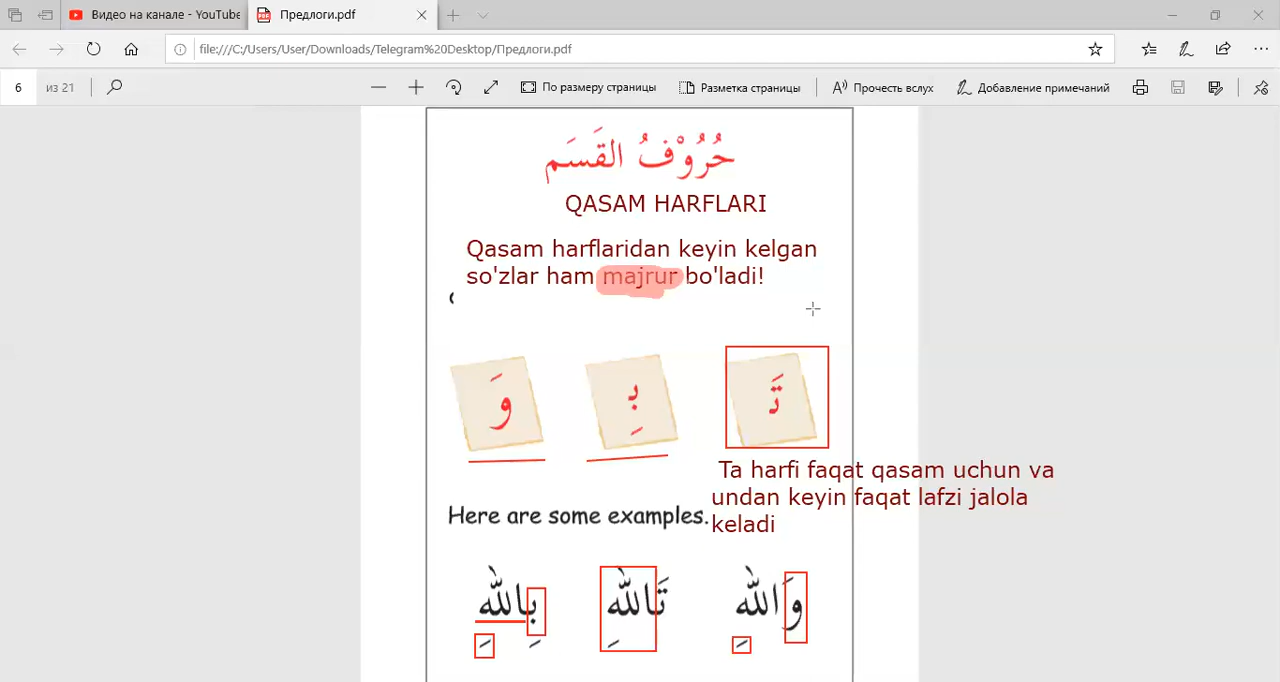 Видео на канале - YouTube
Предлоги.pdf
file:///C:/Users/User/Downloads/Telegram%20Desktop/Предлоги.pdf
6 из 21
По размеру страницы
Разметка страницы
Прочесть вслух
Добавление примечаний
حُرُوْفُ القَسَم
QASAM HARFLARI
Qasam harflaridan keyin kelgan
so'zlar ham majrur bo'ladi!
وَ بِ تَ
Ta harfi faqat qasam uchun va
undan keyin faqat lafzi jalola
keladi
Here are some examples.
وَاللهِ تَاللهِ بِاللهِ